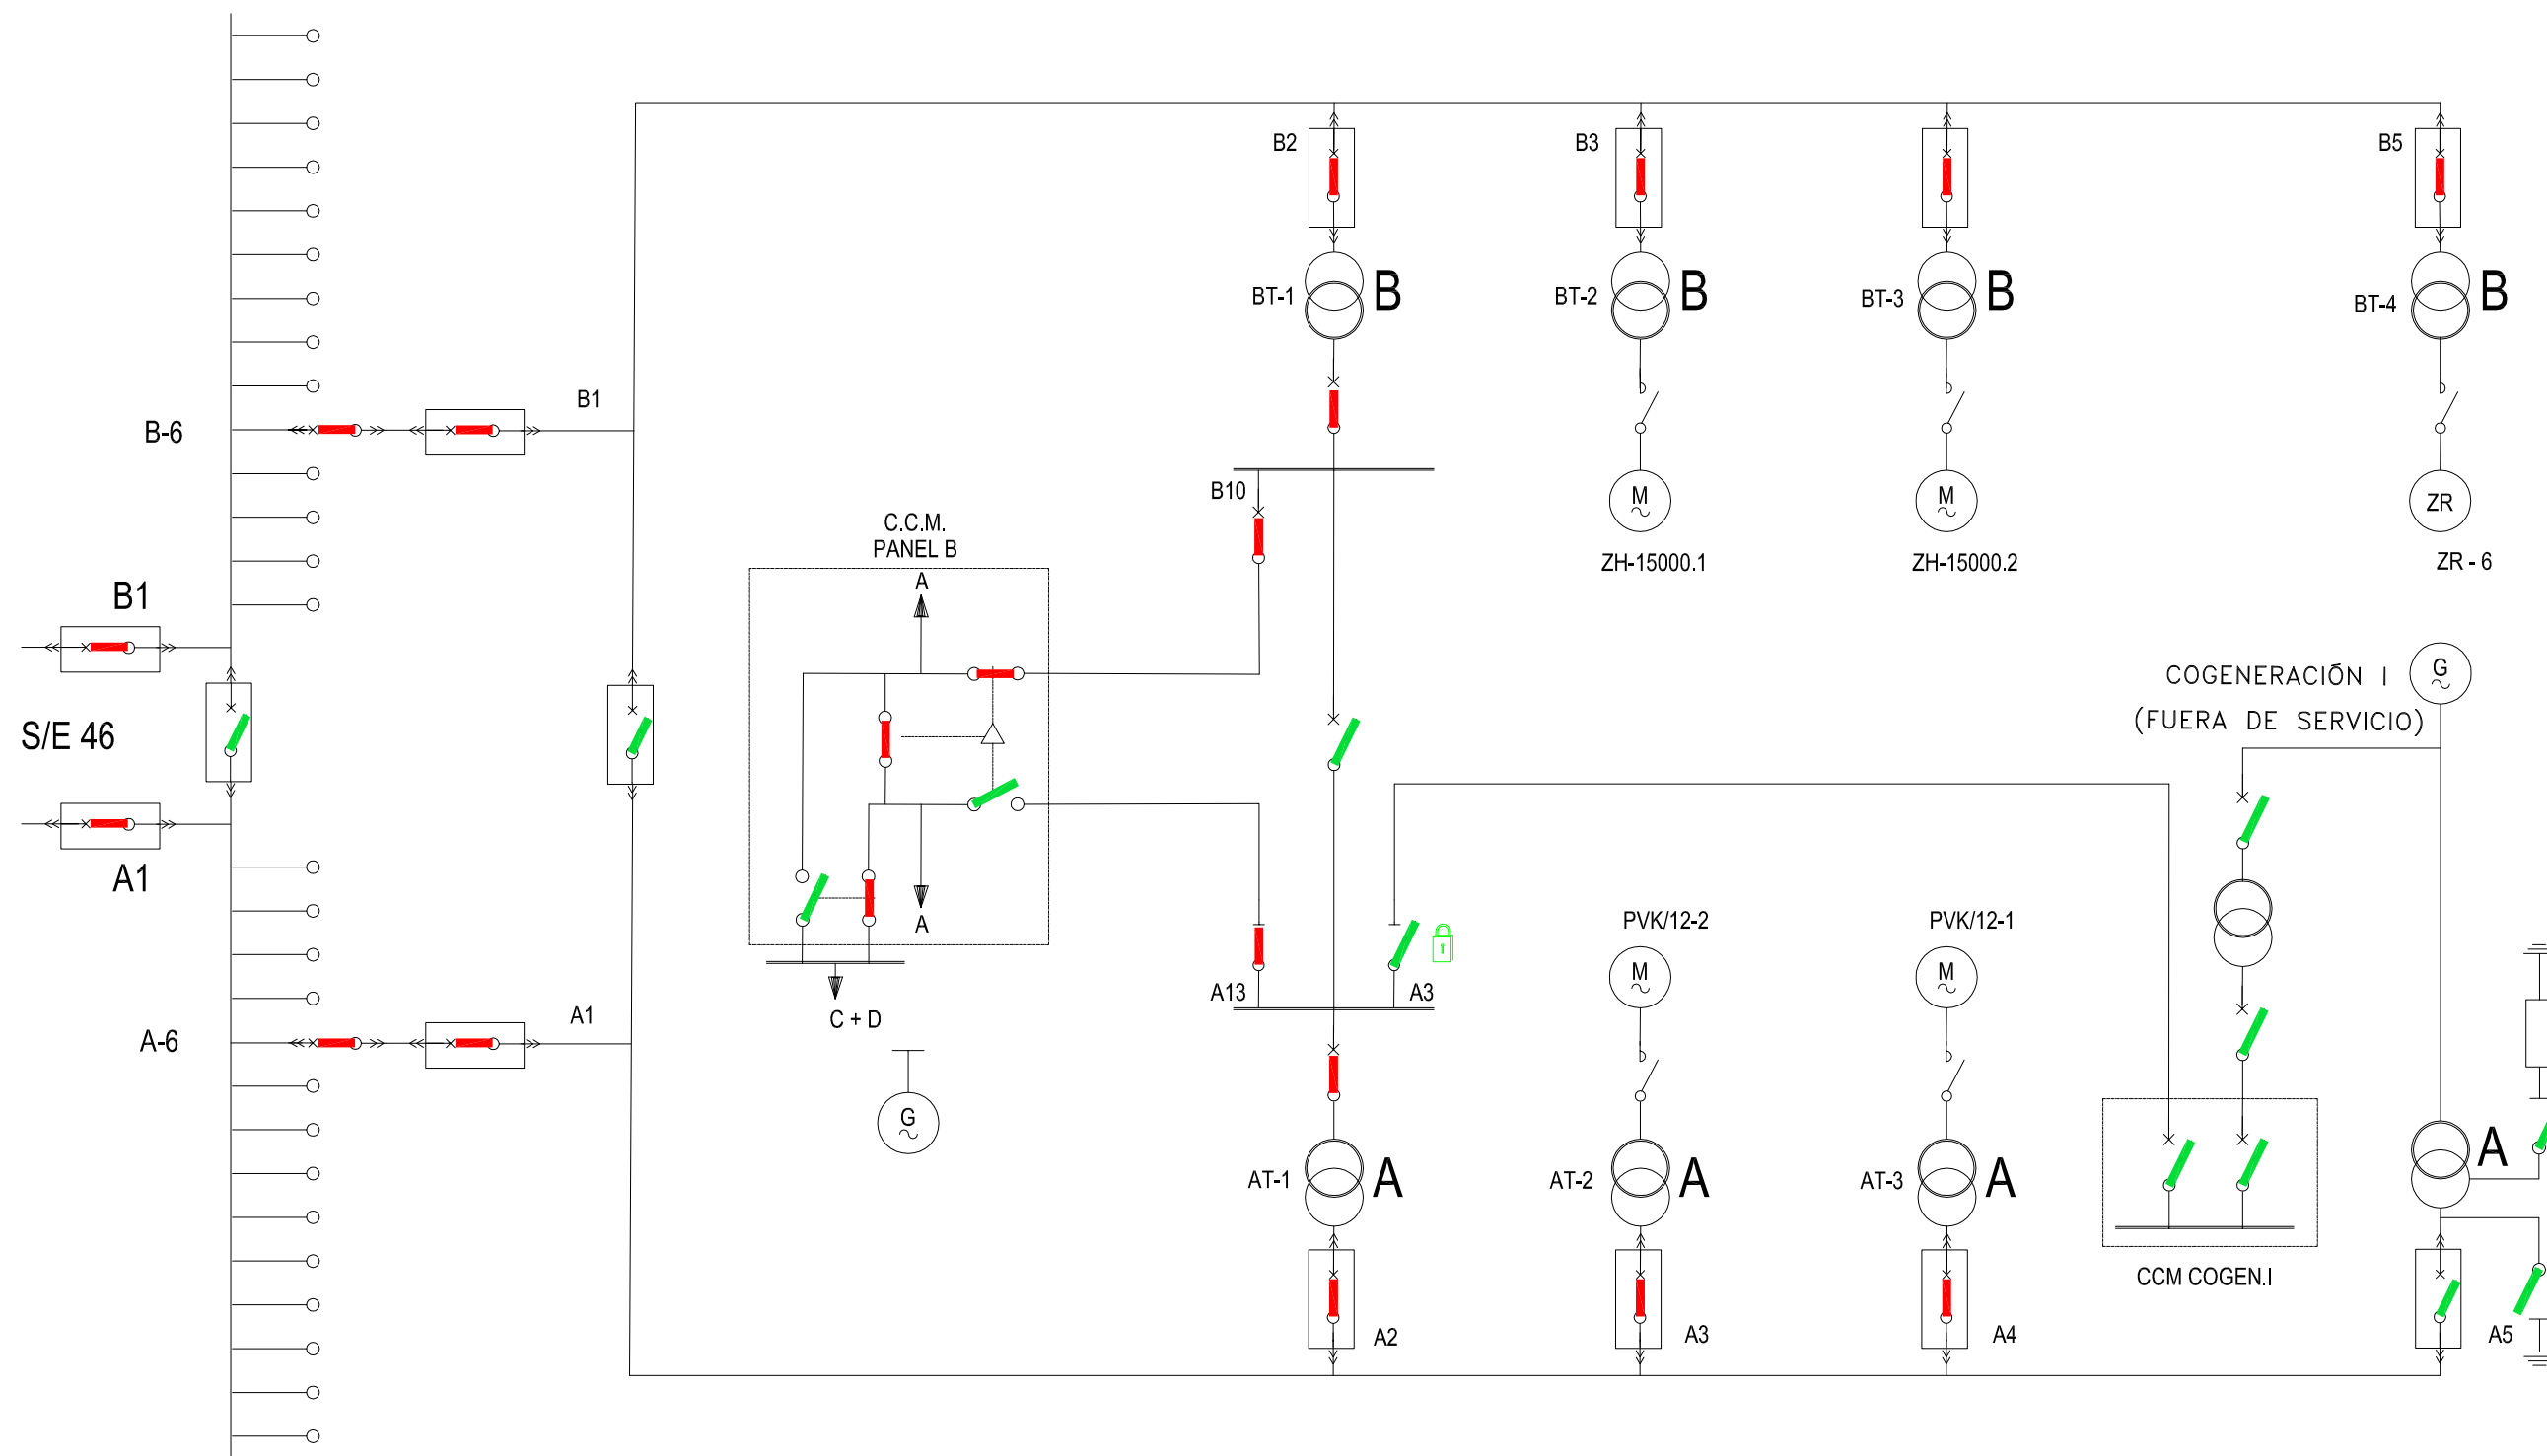 B2
B3
B5
BT-1
B
BT-2
B
BT-3
B
BT-4
B
B1
B-6
B10
M
M
ZR
C.C.M.
PANEL B
ZH-15000.1
ZH-15000.2
ZR - 6
A
B1
G
COGENERACIÓN I
(FUERA DE SERVICIO)
S/E 46
A1
A
PVK/12-2
PVK/12-1
M
M
A13
A3
C + D
A1
A-6
G
AT-1
A
AT-2
A
AT-3
A
A
CCM COGEN.I
A2
A3
A4
A5